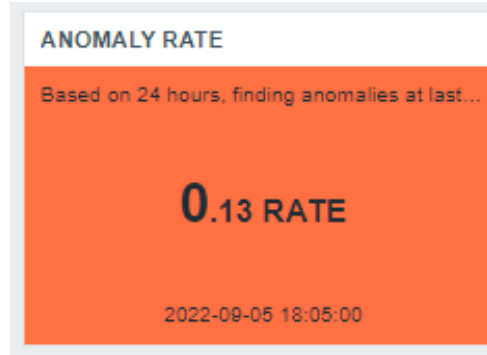 ANOMALY RATE
Based on 24 hours, finding anomalies at last...
0.13 RATE
2022-09-05 18:05:00